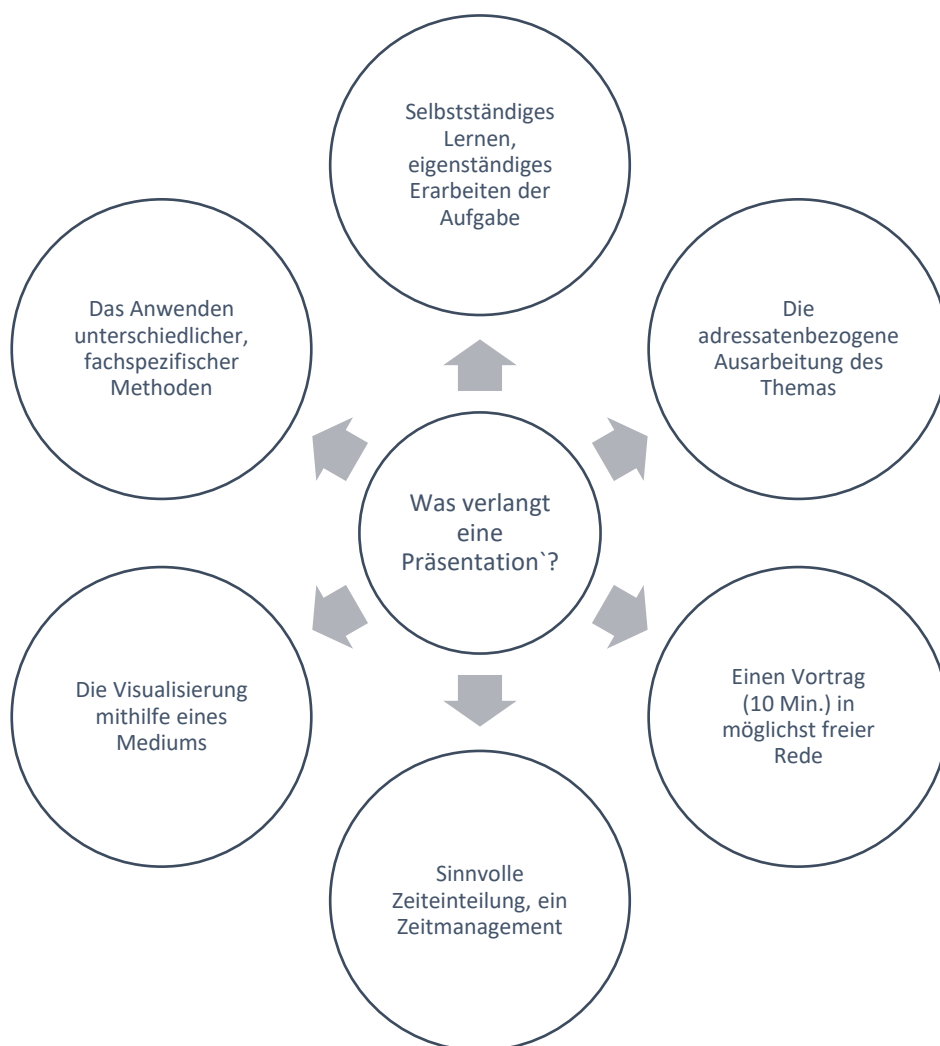 Selbstständiges
Lernen,
eigenständiges
Erarbeiten der
Aufgabe
Das Anwenden
unterschiedlicher,
fachspezifischer
Methoden
Die
adressatenbezogene
Ausarbeitung des
Themas
Was verlangt
eine
Präsentation`?
Die Visualisierung
mithilfe eines
Mediums
Einen Vortrag
(10 Min.) in
möglichst freier
Rede
Sinnvolle
Zeiteinteilung, ein
Zeitmanagement